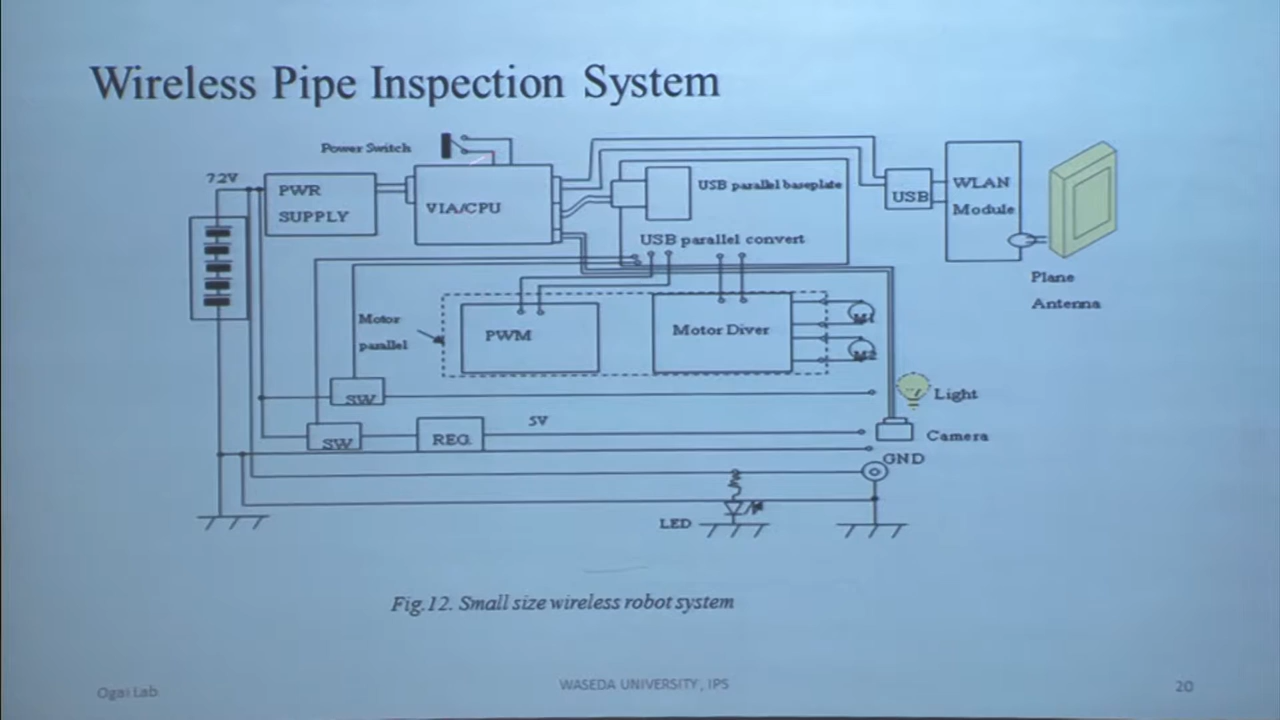 Wireless Pipe Inspection System
Power Switch
7.2V
PWR
SUPPLY
VIA/CPU
USB parallel baseplate
USB parallel convert
USB
WLAN
Module
Plane
Antenna
Motor
parallel
PWM
Motor Diver
M1
M2
SW
Light
SW
REG.
5V
Camera
GND
LED
Fig.12. Small size wireless robot system
Ogai Lab
WASEDA UNIVERSITY, IPS
20